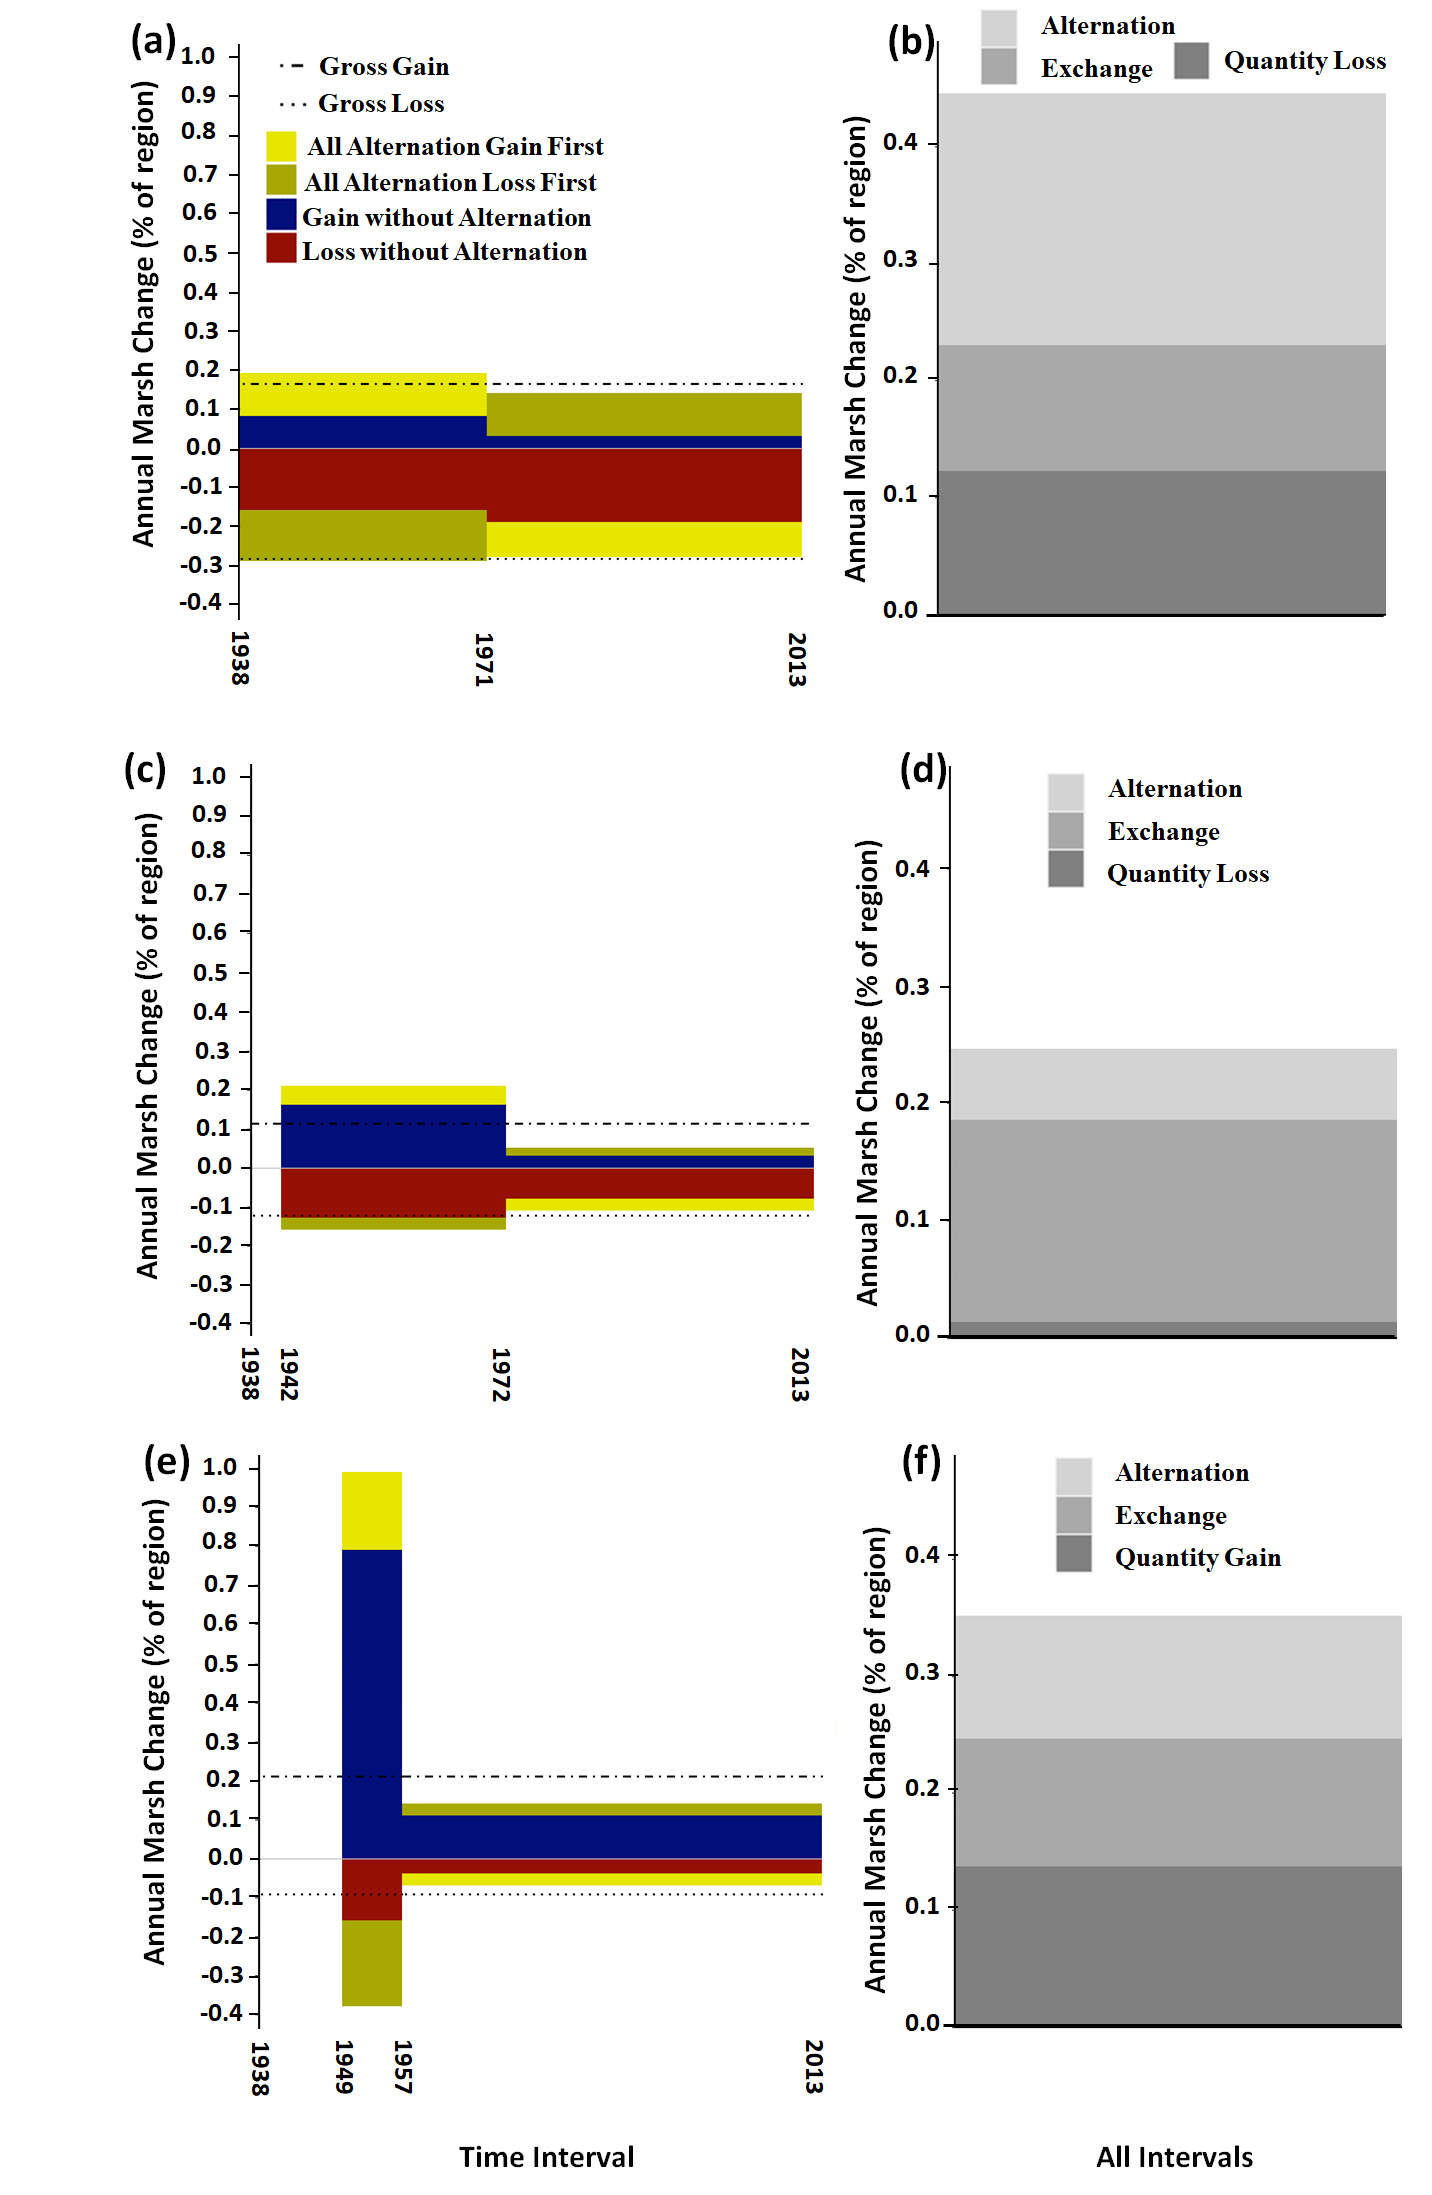 (a)
Annual Marsh Change (% of region)
1.0
0.9
0.8
0.7
0.6
0.5
0.4
0.3
0.2
0.1
0.0
-0.1
-0.2
-0.3
-0.4
Gross Gain
Gross Loss
All Alternation Gain First
All Alternation Loss First
Gain without Alternation
Loss without Alternation
1938
1971
2013
(b)
Annual Marsh Change (% of region)
Alternation
Exchange
Quantity Loss
0.4
0.3
0.2
0.1
0.0
(c)
Annual Marsh Change (% of region)
1.0
0.9
0.8
0.7
0.6
0.5
0.4
0.3
0.2
0.1
0.0
-0.1
-0.2
-0.3
-0.4
1938
1942
1972
2013
(d)
Annual Marsh Change (% of region)
Alternation
Exchange
Quantity Loss
0.4
0.3
0.2
0.1
0.0
(e)
Annual Marsh Change (% of region)
1.0
0.9
0.8
0.7
0.6
0.5
0.4
0.3
0.2
0.1
0.0
-0.1
-0.2
-0.3
-0.4
1938
1949
1957
2013
Time Interval
(f)
Annual Marsh Change (% of region)
Alternation
Exchange
Quantity Gain
0.4
0.3
0.2
0.1
0.0
All Intervals